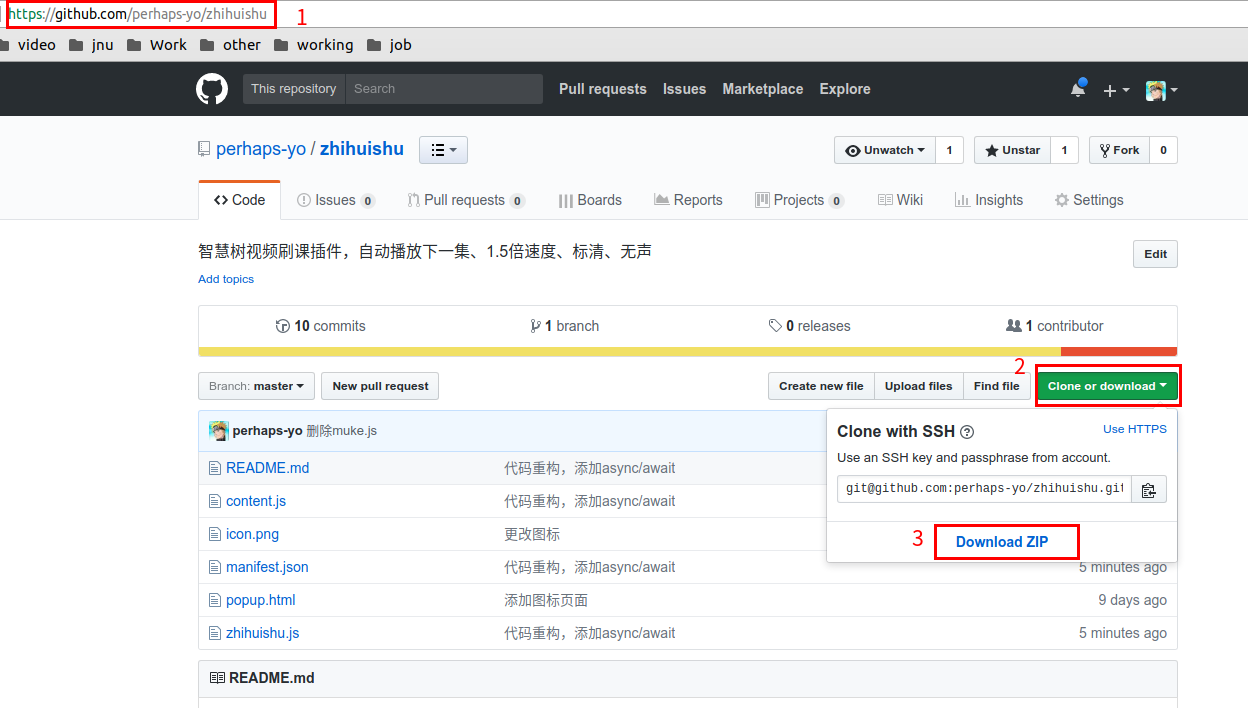 https://github.com/perhaps-yo/zhihuishu 1
video jnu Work other working job
This repository Search Pull requests Issues Marketplace Explore
perhaps-yo / zhihuishu Unwatch 1 Unstar 1 Fork 0
Code Issues 0 Pull requests 0 Boards Reports Projects 0 Wiki Insights Settings
智慧树视频刷课插件，自动播放下一集、1.5倍速度、标清、无声 Edit
Add topics
10 commits 1 branch 0 releases 1 contributor
2
Branch: master New pull request Create new file Upload files Find file Clone or download
perhaps-yo 删除muke.js
Clone with SSH ? Use HTTPS
Use an SSH key and passphrase from account.
git@github.com:perhaps-yo/zhihuishu.git
3 Download ZIP
README.md 代码重构，添加async/await
content.js 代码重构，添加async/await
icon.png 更改图标
manifest.json 代码重构，添加async/await 5 minutes ago
popup.html 添加图标页面 9 days ago
zhihuishu.js 代码重构，添加async/await 5 minutes ago
README.md